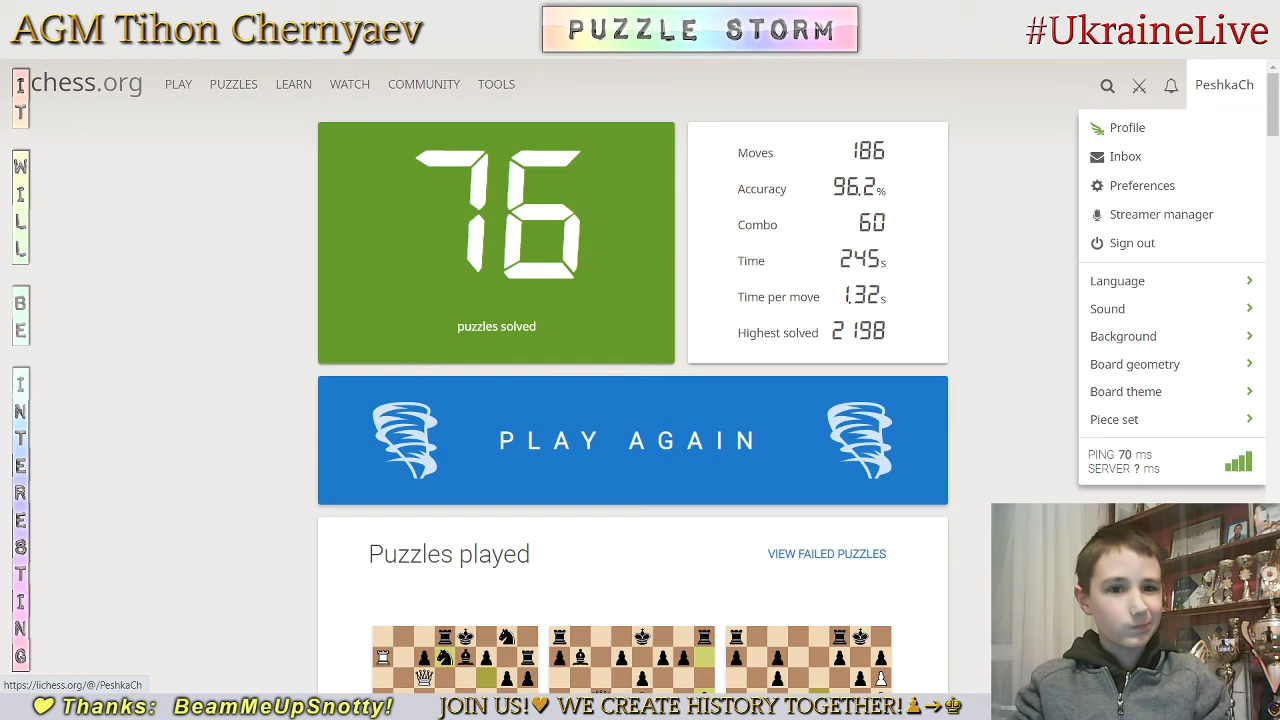 AGM Tihon Chernyaev
PUZZLE STORM
#UkraineLive
IT WILL BE INTERESTING
chess.org
PLAY
PUZZLES
LEARN
WATCH
COMMUNITY
TOOLS
PeshkaCh
Profile
Inbox
Preferences
Streamer manager
Sign out
Language
Sound
Background
Board geometry
Board theme
Piece set
PING 70 ms
SERVER ? ms
76
puzzles solved
Moves 186
Accuracy 96.2%
Combo 60
Time 245s
Time per move 1.32s
Highest solved 2198
PLAY AGAIN
Puzzles played
VIEW FAILED PUZZLES
https://lichess.org/@/PeshkaCh
Thanks: BeamMeUpSnotty!
JOIN US! WE CREATE HISTORY TOGETHER!